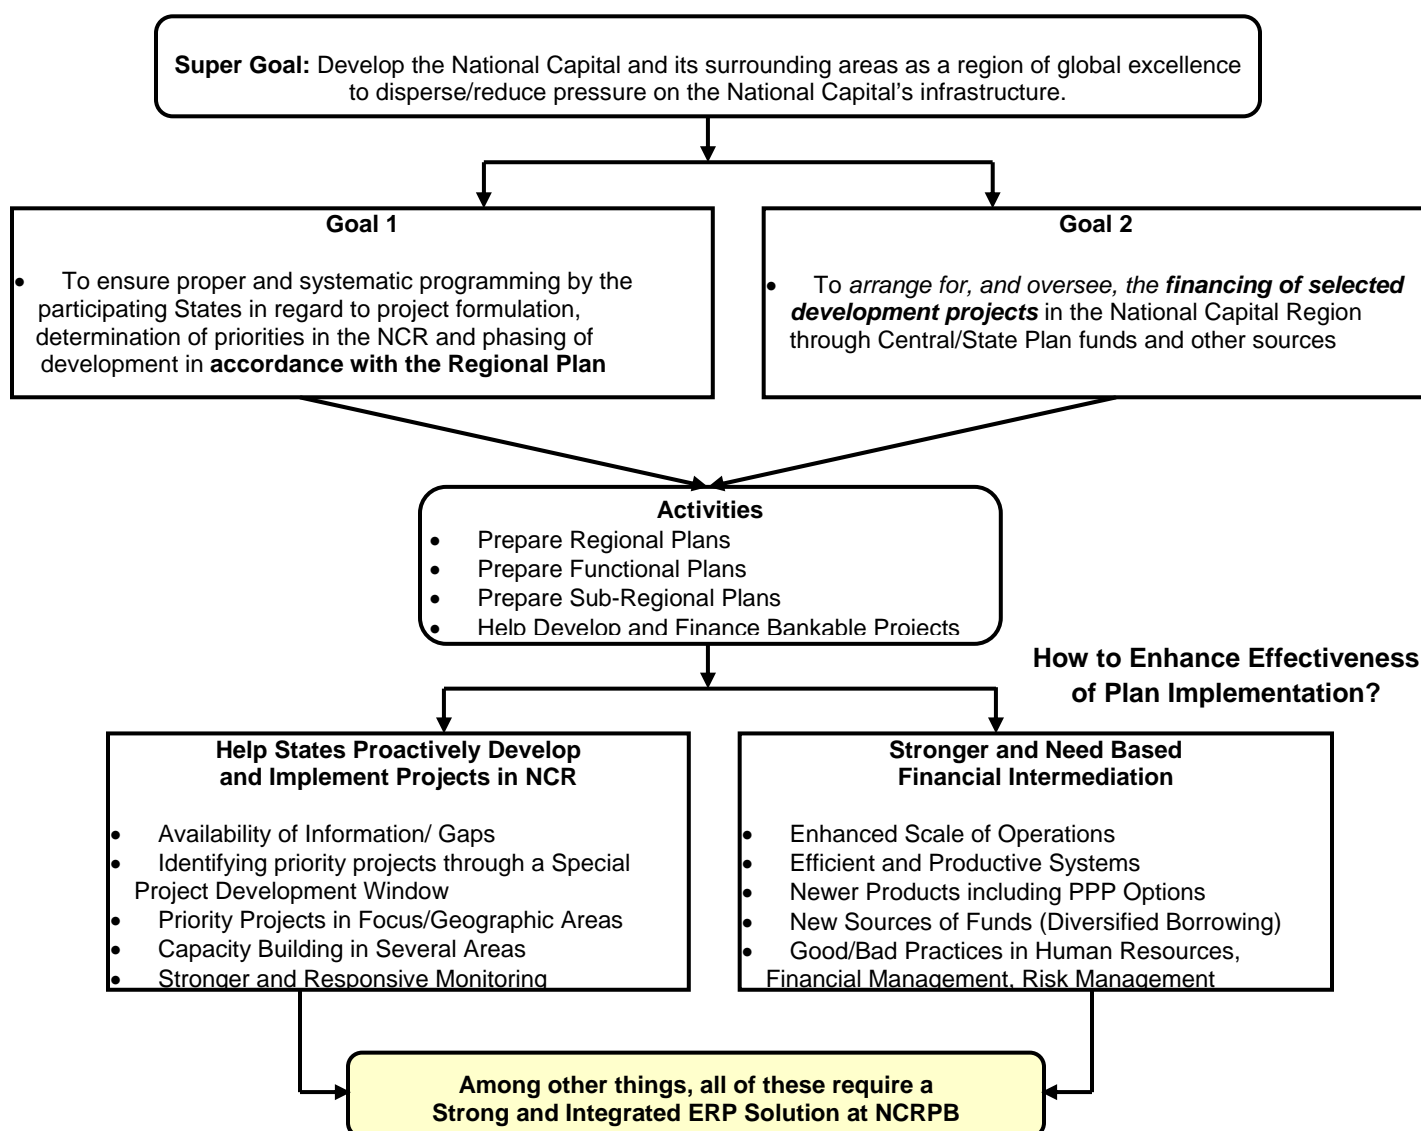 Super Goal: Develop the National Capital and its surrounding areas as a region of global excellence
to disperse/reduce pressure on the National Capital's infrastructure.
Goal 1
• To ensure proper and systematic programming by the
participating States in regard to project formulation,
determination of priorities in the NCR and phasing of
development in accordance with the Regional Plan
Goal 2
• To arrange for, and oversee, the financing of selected
development projects in the National Capital Region
through Central/State Plan funds and other sources
Activities
• Prepare Regional Plans
• Prepare Functional Plans
• Prepare Sub-Regional Plans
• Help Develop and Finance Bankable Projects
How to Enhance Effectiveness
of Plan Implementation?
Help States Proactively Develop
and Implement Projects in NCR
• Availability of Information/ Gaps
• Identifying priority projects through a Special
Project Development Window
• Priority Projects in Focus/Geographic Areas
• Capacity Building in Several Areas
• Stronger and Responsive Monitoring
Stronger and Need Based
Financial Intermediation
• Enhanced Scale of Operations
• Efficient and Productive Systems
• Newer Products including PPP Options
• New Sources of Funds (Diversified Borrowing)
• Good/Bad Practices in Human Resources,
Financial Management, Risk Management
Among other things, all of these require a
Strong and Integrated ERP Solution at NCRPB